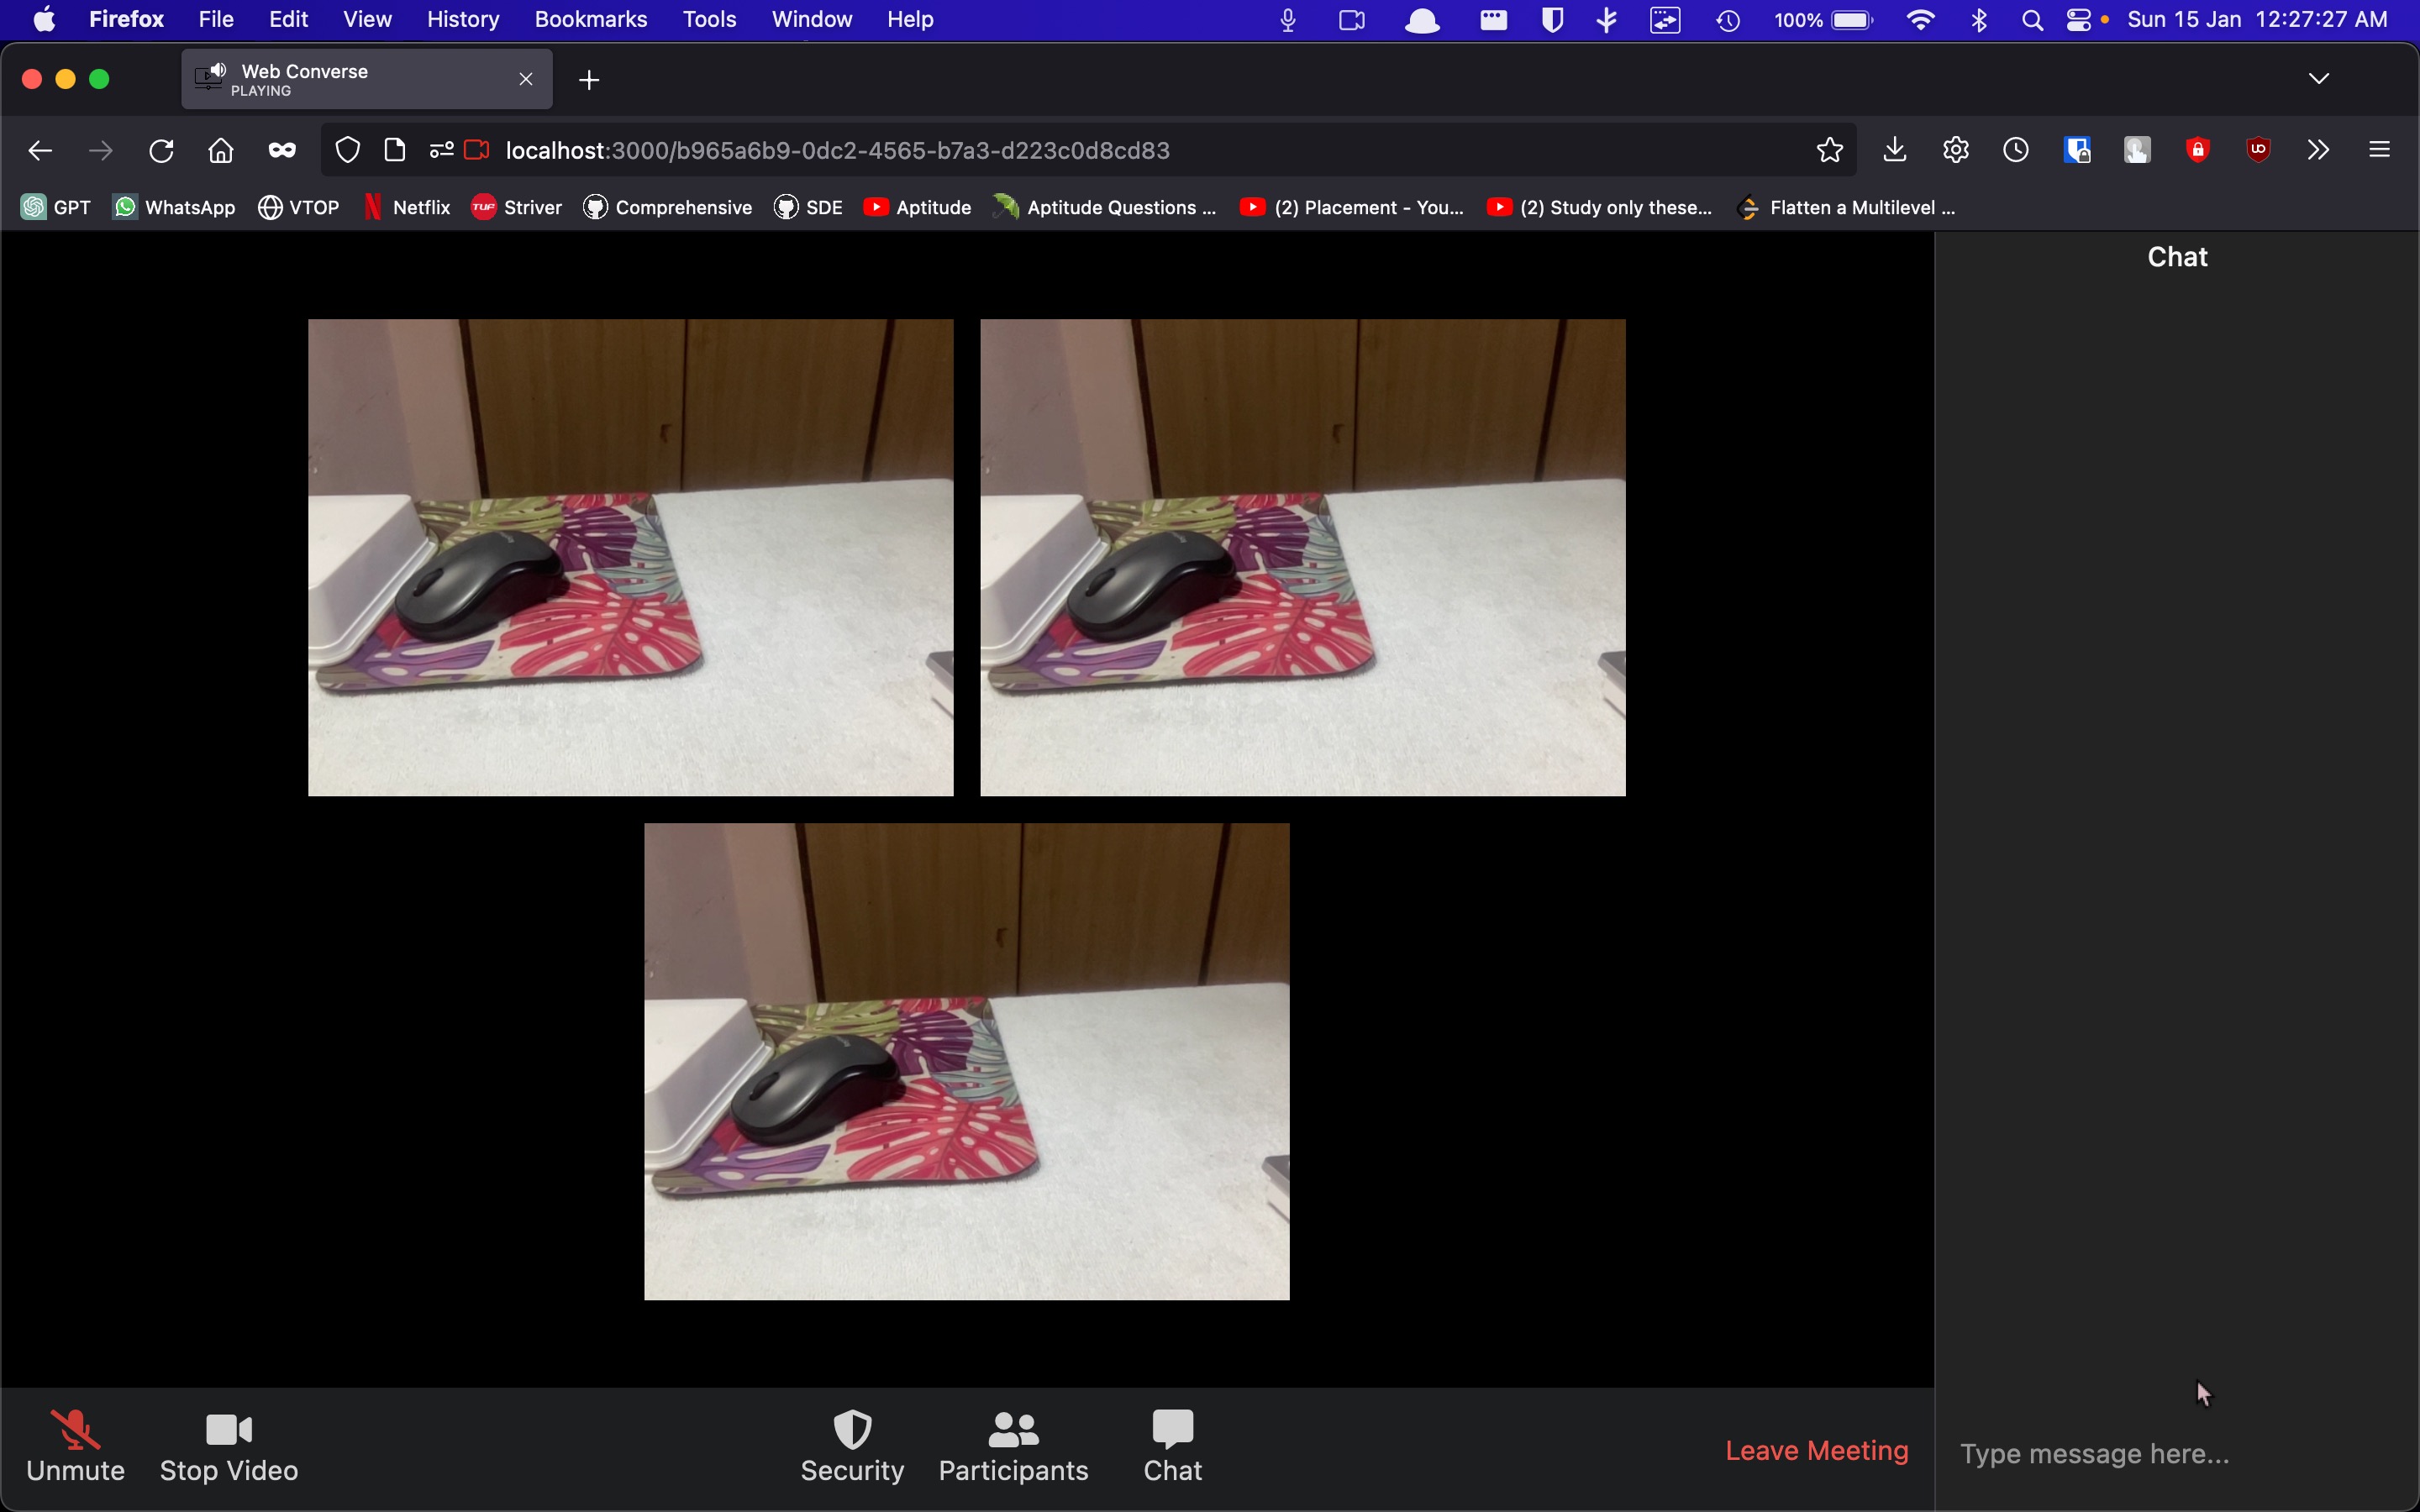 Firefox File Edit View History Bookmarks Tools Window Help 100% Sun 15 Jan 12:27:27 AM
Web Converse
PLAYING
localhost:3000/b965a6b9-0dc2-4565-b7a3-d223c0d8cd83
GPT WhatsApp VTOP TUF Striver Comprehensive SDE Aptitude Aptitude Questions ... (2) Placement - You... (2) Study only these... Flatten a Multilevel ...
Chat
Unmute Stop Video Security Participants Chat Leave Meeting
Type message here...